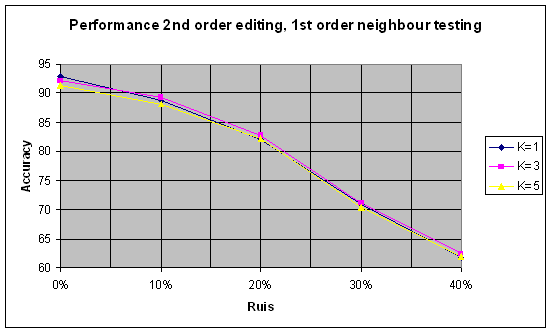 Performance 2nd order editing, 1st order neighbour testing
Accuracy
95
90
85
80
75
70
65
60
0% 10% 20% 30% 40%
Ruis
K=1
K=3
K=5